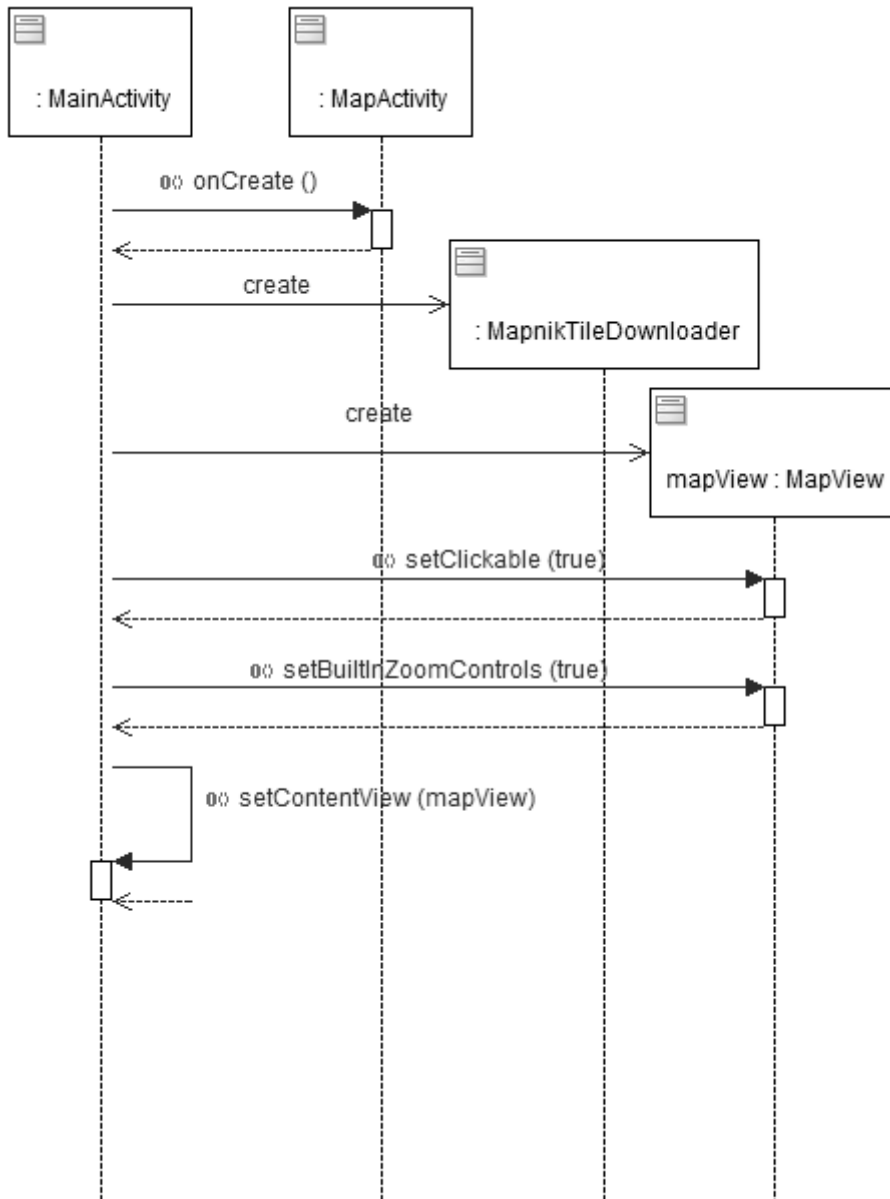 : MainActivity
: MapActivity
onCreate ()
create
: MapnikTileDownloader
create
mapView : MapView
setClickable (true)
setBuiltInZoomControls (true)
setContentView (mapView)